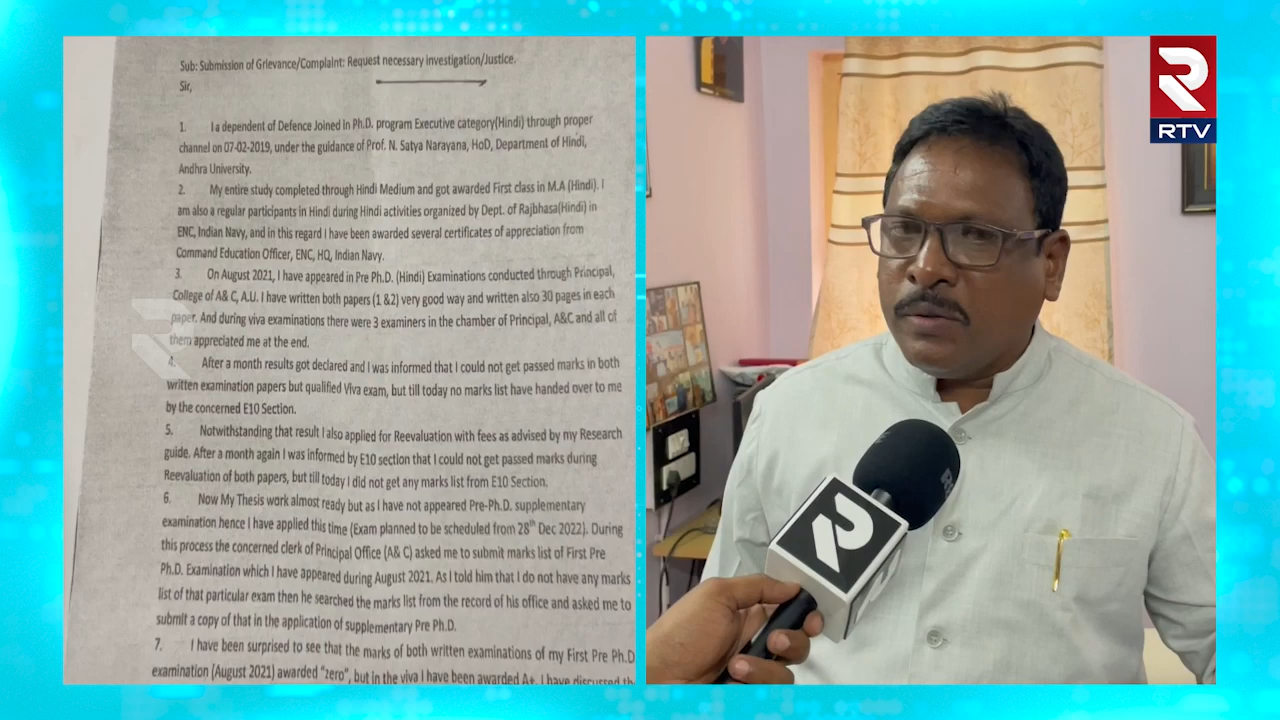 Sub: Submission of Grievance/Complaint: Request necessary investigation/Justice.
Sir,
1. I a dependent of Defence Joined in Ph.D. program Executive category(Hindi) through proper
channel on 07-02-2019, under the guidance of Prof. N. Satya Narayana, HoD, Department of Hindi,
Andhra University.
2. My entire study completed through Hindi Medium and got awarded First class in M.A (Hindi). I
am also a regular participants in Hindi during Hindi activities organized by Dept. of Rajbhasa(Hindi) in
ENC, Indian Navy, and in this regard I have been awarded several certificates of appreciation from
Command Education Officer, ENC, HQ, Indian Navy.
3. On August 2021, I have appeared in Pre Ph.D. (Hindi) Examinations conducted through Principal,
College of A& C, A.U. I have written both papers (1 &2) very good way and written also 30 pages in each
paper. And during viva examinations there were 3 examiners in the chamber of Principal, A&C and all of
them appreciated me at the end.
4. After a month results got declared and I was informed that I could not get passed marks in both
written examination papers but qualified Viva exam, but till today no marks list have handed over to me
by the concerned E10 Section.
5. Notwithstanding that result I also applied for Reevaluation with fees as advised by my Research
guide. After a month again I was informed by E10 section that I could not get passed marks during
Reevaluation of both papers, but till today I did not get any marks list from E10 Section.
6. Now My Thesis work almost ready but as I have not appeared Pre-Ph.D. supplementary
examination hence I have applied this time (Exam planned to be scheduled from 28th Dec 2022). During
this process the concerned clerk of Principal Office (A& C) asked me to submit marks list of First Pre
Ph.D. Examination which I have appeared during August 2021. As I told him that I do not have any marks
list of that particular exam then he searched the marks list from the record of his office and asked me to
submit a copy of that in the application of supplementary Pre Ph.D.
7. I have been surprised to see that the marks of both written examinations of my First Pre Ph.D
examination (August 2021) awarded "zero", but in the viva I have been awarded A+. I have discussed
RTV